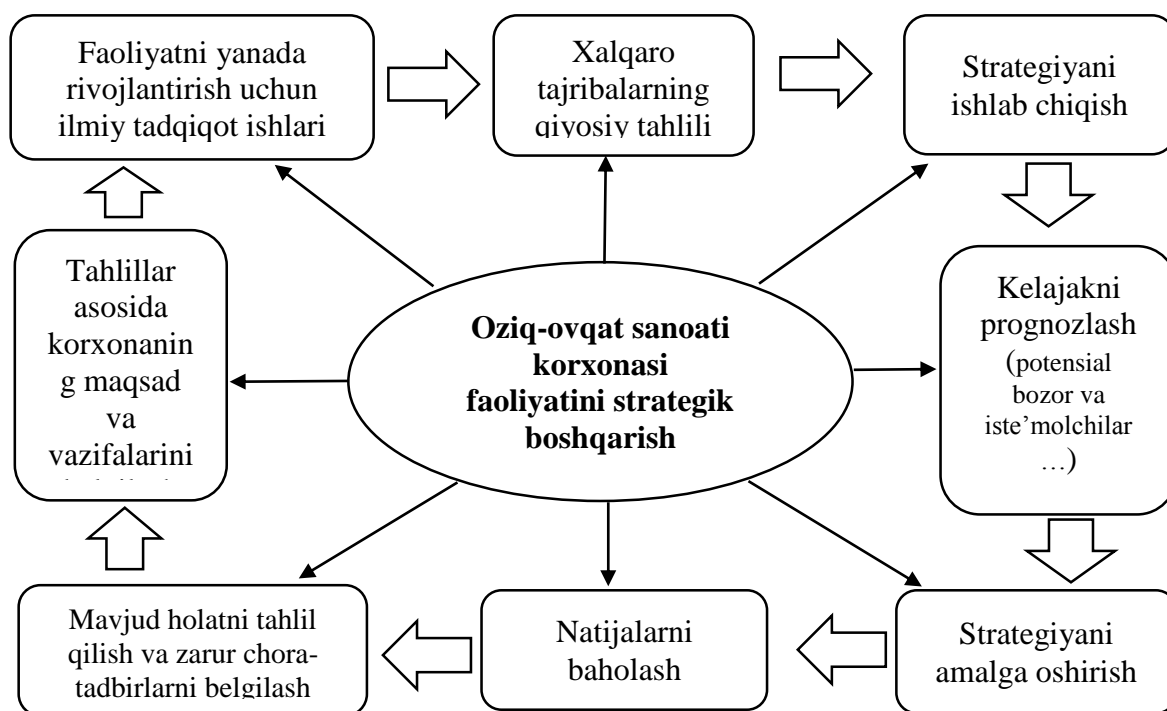 Faoliyatni yanada
rivojlantirish uchun
ilmiy tadqiqot ishlari
Xalqaro
tajribalarning
qiyosiy tahlili
Strategiyani
ishlab chiqish
Tahlillar
asosida
korxonanin
g maqsad
va
vazifalarini
Oziq-ovqat sanoati
korxonasi
faoliyatini strategik
boshqarish
Kelajakni
prognozlash
(potensial
bozor va
iste’molchilar
…)
Mavjud holatni tahlil
qilish va zarur chora-
tadbirlarni belgilash
Natijalarni
baholash
Strategiyani
amalga oshirish